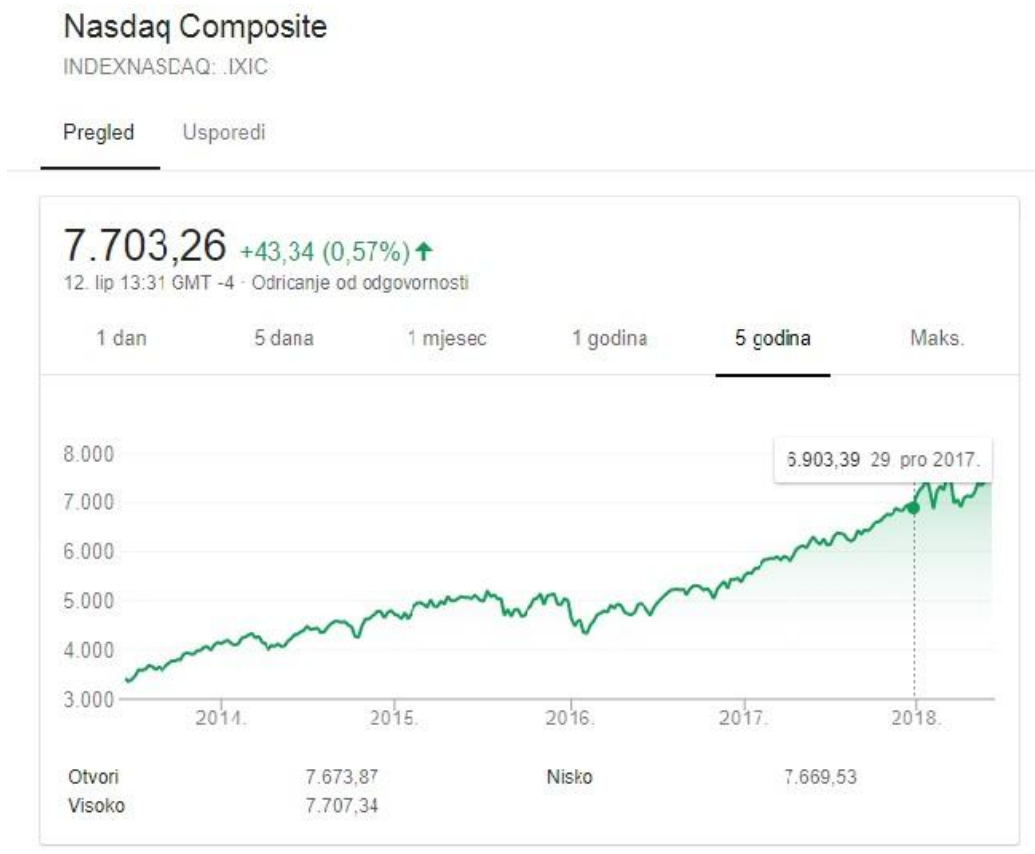 Nasdaq Composite
INDEXNASDAQ: .IXIC
Pregled Usporedi
7.703,26 +43,34 (0,57%)
12. lip 13:31 GMT -4 · Odricanje od odgovornosti
1 dan 5 dana 1 mjesec 1 godina 5 godina Maks.
6.903,39 29. pro 2017.
8.000
7.000
6.000
5.000
4.000
3.000
2014. 2015. 2016. 2017. 2018.
Otvori 7.673,87 Nisko 7.669,53
Visoko 7.707,34